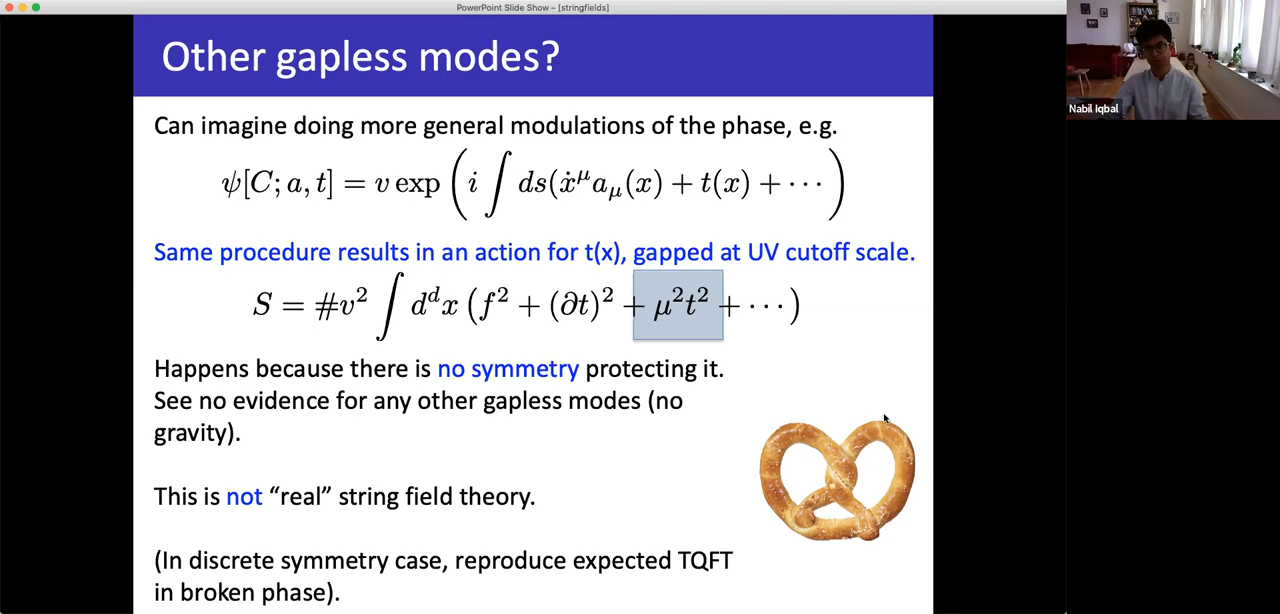 PowerPoint Slide Show – [stringfields]
Other gapless modes?
Can imagine doing more general modulations of the phase, e.g.
ψ[C; a, t] = v exp(i ∫ ds(ẋ^μ a_μ(x) + t(x) + ⋯)
Same procedure results in an action for t(x), gapped at UV cutoff scale.
S = #v² ∫ d^d x (f² + (∂t)² + μ²t² + ⋯)
Happens because there is no symmetry protecting it.
See no evidence for any other gapless modes (no
gravity).
This is not “real” string field theory.
(In discrete symmetry case, reproduce expected TQFT
in broken phase).
Nabil Iqbal